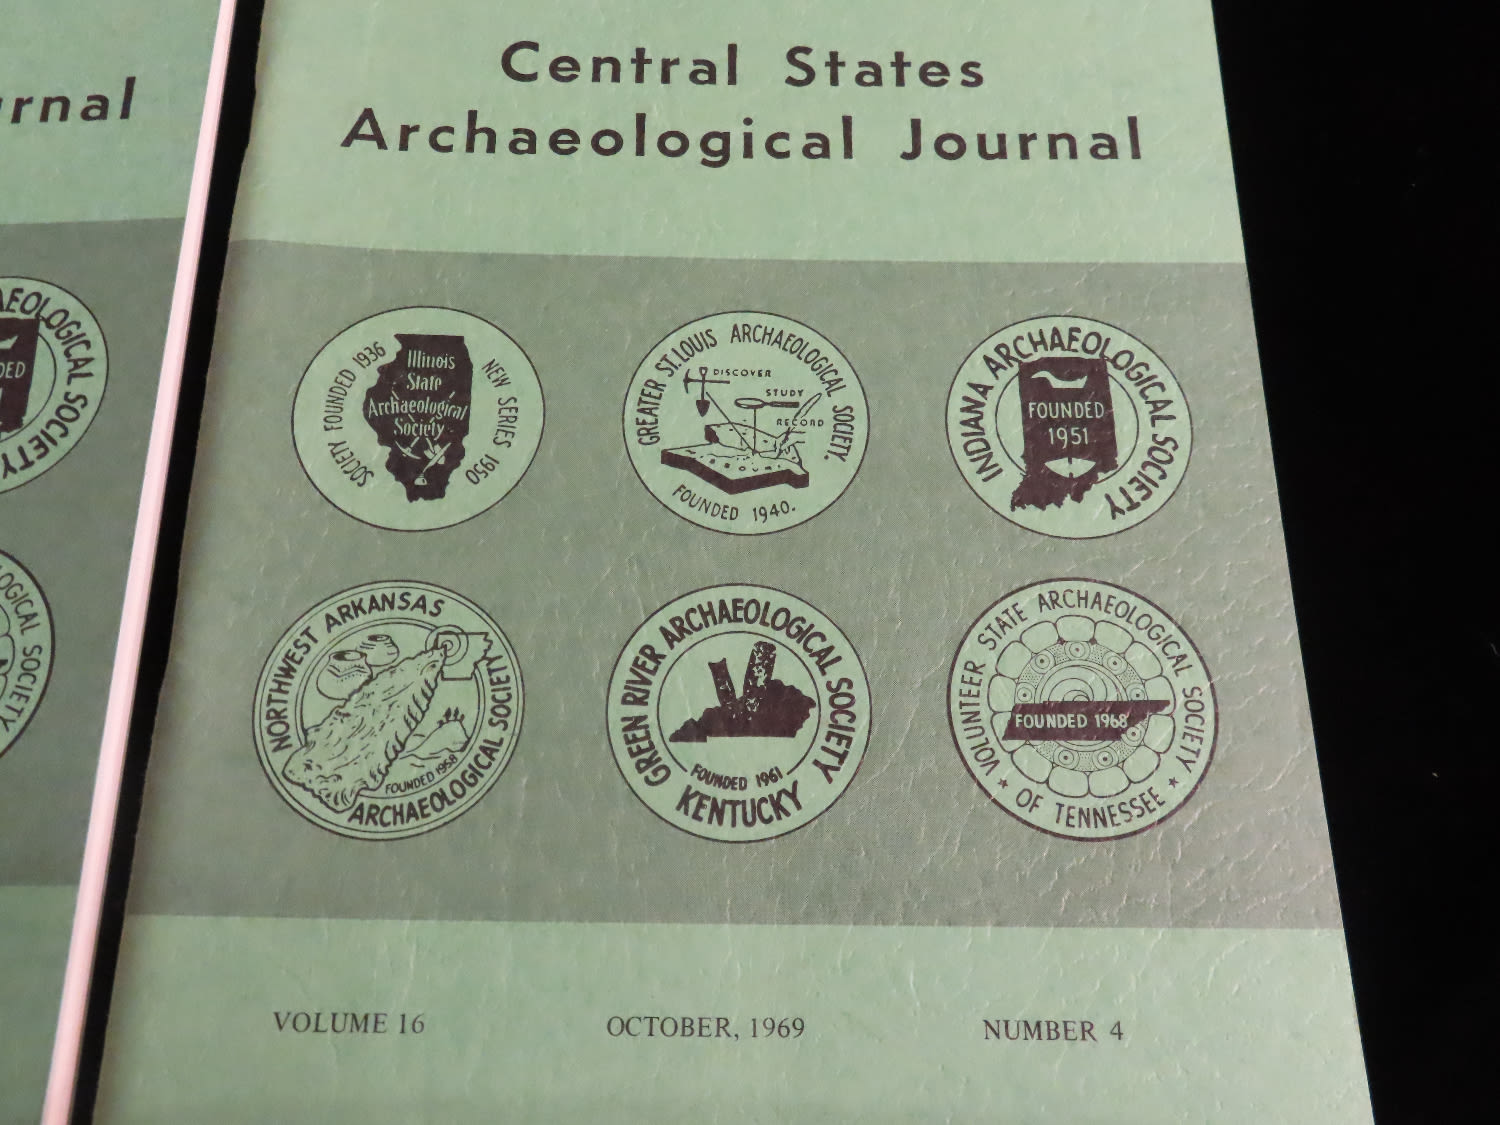 Central States
Archaeological Journal
SOCIETY FOUNDED 1936
Illinois
State
Archaeological
Society
NEW SERIES 1950
GREATER ST. LOUIS ARCHAEOLOGICAL SOCIETY.
DISCOVER
STUDY
RECORD
FOUNDED 1940.
INDIANA ARCHAEOLOGICAL SOCIETY
FOUNDED
1951
NORTHWEST ARKANSAS
ARCHAEOLOGICAL SOCIETY
FOUNDED 1958
GREEN RIVER ARCHAEOLOGICAL SOCIETY
FOUNDED 1961
KENTUCKY
VOLUNTEER STATE ARCHAEOLOGICAL SOCIETY
FOUNDED 1968
★ OF TENNESSEE ★
VOLUME 16
OCTOBER, 1969
NUMBER 4